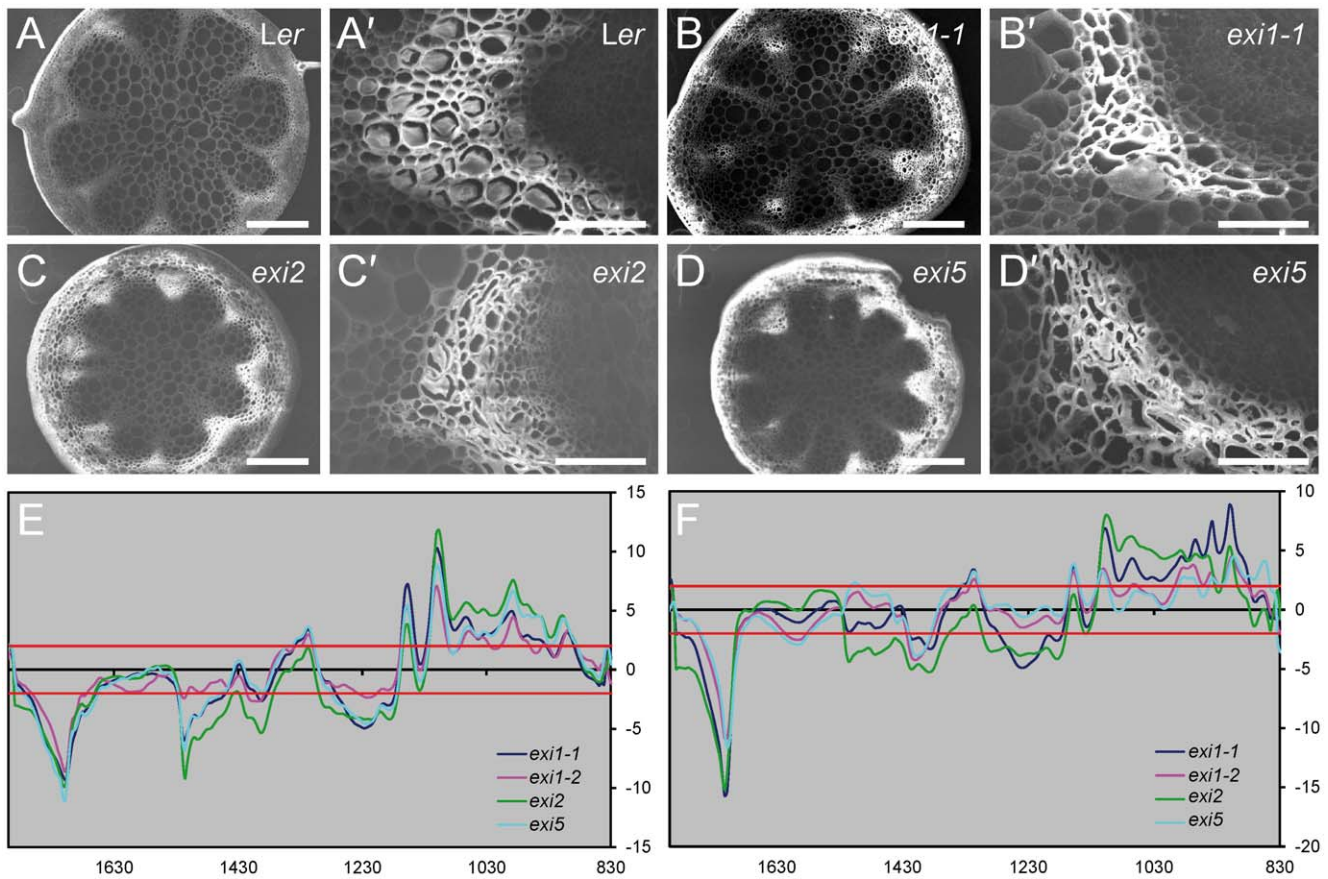 A Ler
A′ Ler
B exi1-1
B′ exi1-1
C exi2
C′ exi2
D exi5
D′ exi5
E
15
10
5
0
-5
-10
-15
exi1-1
exi1-2
exi2
exi5
1630 1430 1230 1030 830
F
10
5
0
-5
-10
-15
-20
exi1-1
exi1-2
exi2
exi5
1630 1430 1230 1030 830